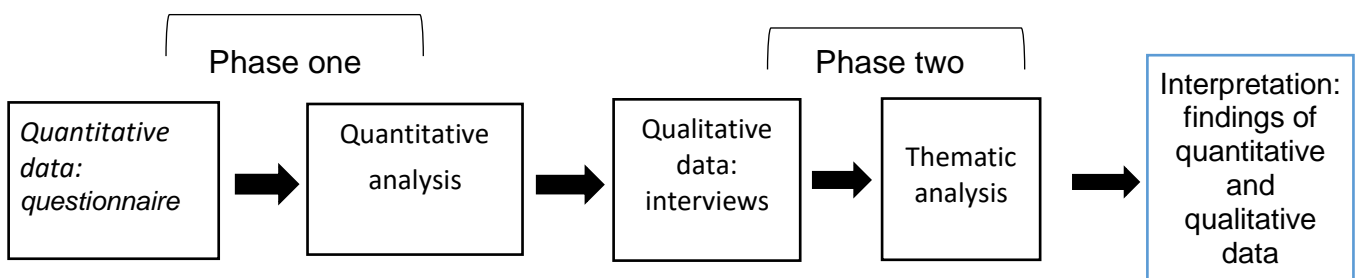 Phase one
Phase two
Quantitative
data:
questionnaire
Quantitative
analysis
Qualitative
data:
interviews
Thematic
analysis
Interpretation:
findings of
quantitative
and
qualitative
data